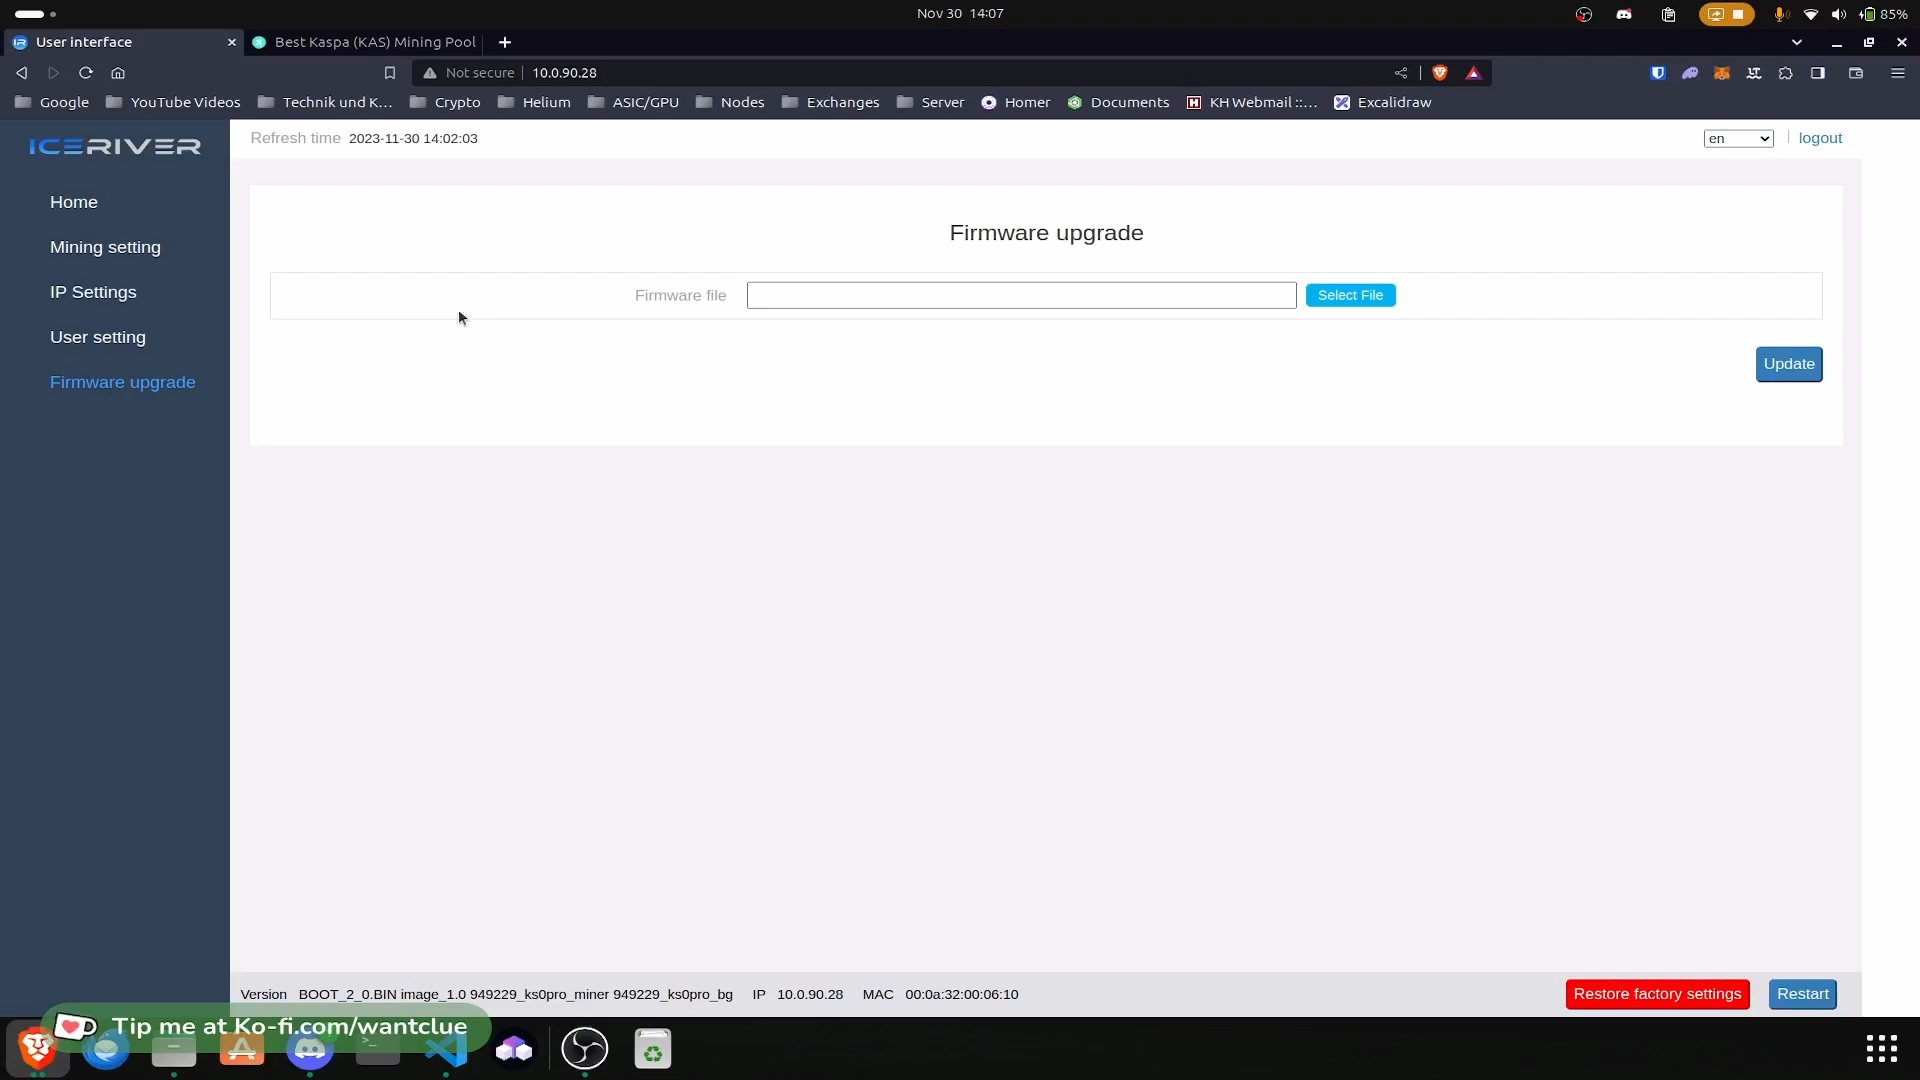 Nov 30 14:07
85%
User interface
Best Kaspa (KAS) Mining Pool
Not secure 10.0.90.28
Google YouTube Videos Technik und K... Crypto Helium ASIC/GPU Nodes Exchanges Server Homer Documents KH Webmail ::... Excalidraw
ICERIVER
Refresh time 2023-11-30 14:02:03
en logout
Home
Mining setting
IP Settings
User setting
Firmware upgrade
Firmware upgrade
Firmware file Select File
Update
Version BOOT_2_0.BIN image_1.0 949229_ks0pro_miner 949229_ks0pro_bg IP 10.0.90.28 MAC 00:0a:32:00:06:10
Restore factory settings Restart
Tip me at Ko-fi.com/wantclue